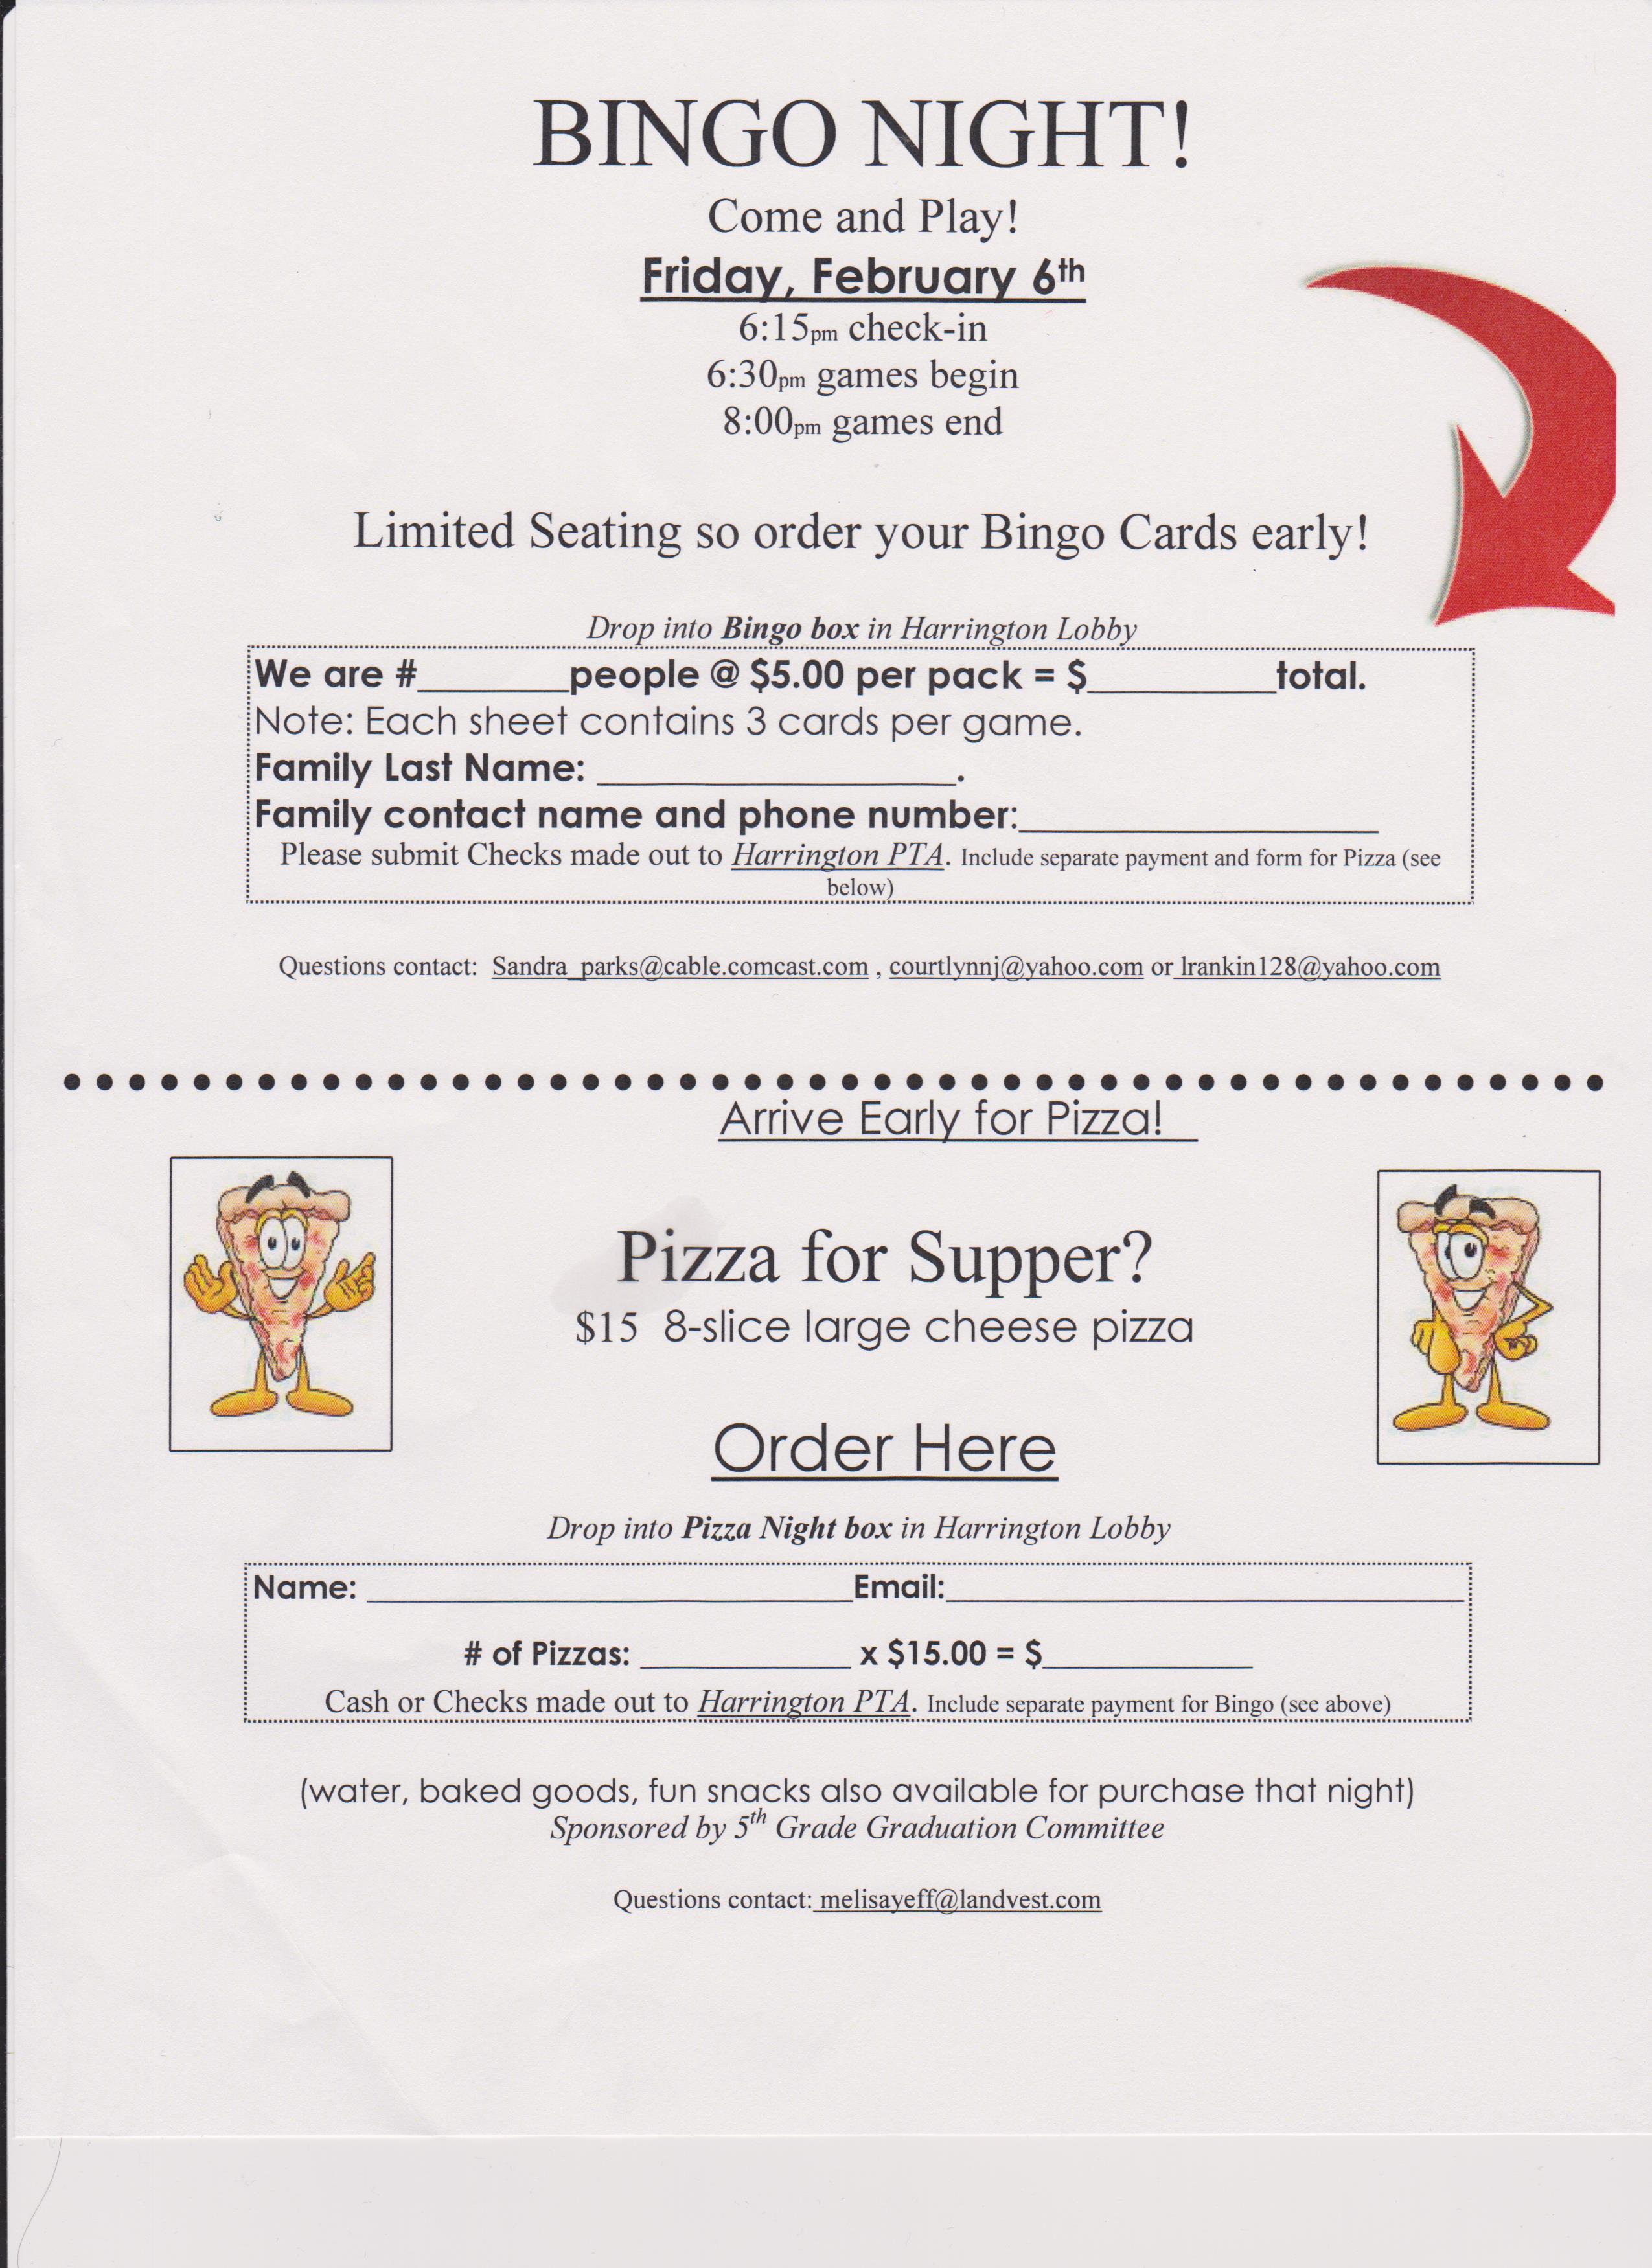 BINGO NIGHT!
Come and Play!
Friday, February 6th
6:15pm check-in
6:30pm games begin
8:00pm games end
Limited Seating so order your Bingo Cards early!
Drop into Bingo box in Harrington Lobby
We are #________people @ $5.00 per pack = $__________total.
Note: Each sheet contains 3 cards per game.
Family Last Name: ___________________.
Family contact name and phone number:___________________
Please submit Checks made out to Harrington PTA. Include separate payment and form for Pizza (see
below)
Questions contact: Sandra_parks@cable.comcast.com , courtlynnj@yahoo.com or lrankin128@yahoo.com
Arrive Early for Pizza!
Pizza for Supper?
$15 8-slice large cheese pizza
Order Here
Drop into Pizza Night box in Harrington Lobby
Name: ______________________________Email:________________________________
# of Pizzas: _____________ x $15.00 = $_____________
Cash or Checks made out to Harrington PTA. Include separate payment for Bingo (see above)
(water, baked goods, fun snacks also available for purchase that night)
Sponsored by 5th Grade Graduation Committee
Questions contact: melisayeff@landvest.com